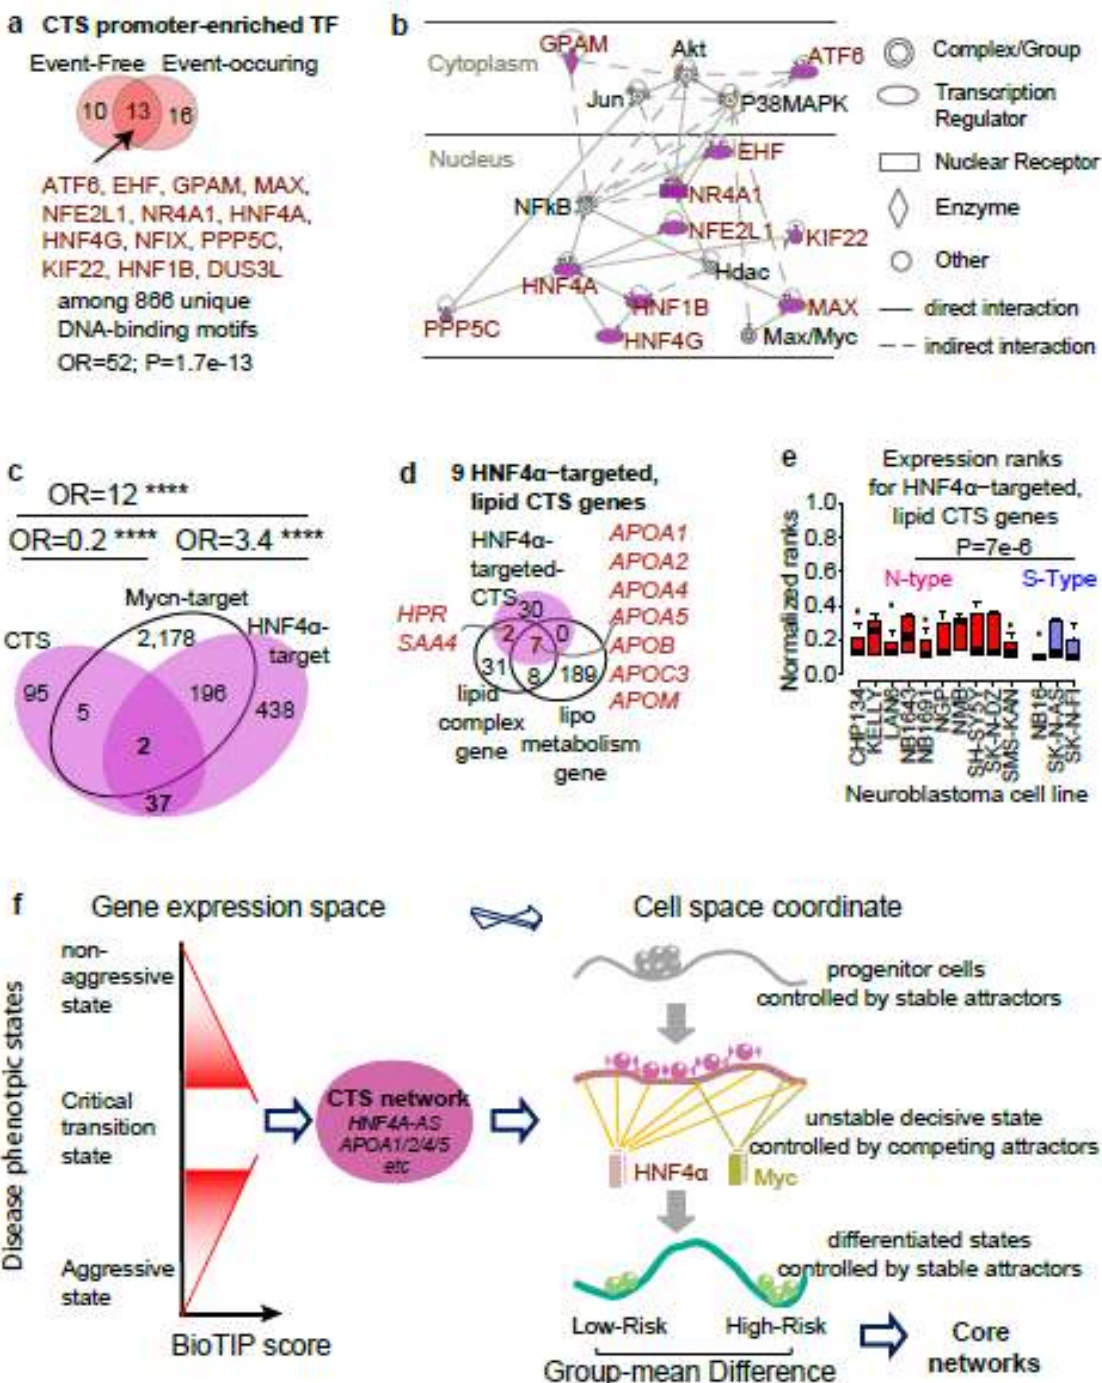 a CTS promoter-enriched TF
Event-Free Event-occuring
10 13 16
ATF6, EHF, GPAM, MAX,
NFE2L1, NR4A1, HNF4A,
HNF4G, NFIX, PPP5C,
KIF22, HNF1B, DUS3L
among 866 unique
DNA-binding motifs
OR=52; P=1.7e-13
b
Cytoplasm
GPAM
Akt
ATF6
Jun
P38MAPK
Nucleus
EHF
NR4A1
NFkB
NFE2L1
KIF22
Hdac
HNF4A
HNF1B
MAX
PPP5C
HNF4G
Max/Myc
Complex/Group
Transcription
Regulator
Nuclear Receptor
Enzyme
Other
direct interaction
indirect interaction
c
OR=12 ****
OR=0.2 **** OR=3.4 ****
Mycn-target
CTS
2,178
HNF4α-
target
95
5
196
438
2
37
d 9 HNF4α-targeted,
lipid CTS genes
HNF4α-
targeted-
CTS
HPR
SAA4
APOA1
APOA2
APOA4
APOA5
APOB
APOC3
APOM
30
2 7 0
31 8 189
lipid
complex
gene
lipo
metabolism
gene
e Expression ranks
for HNF4α-targeted,
lipid CTS genes
P=7e-6
N-type S-Type
Normalized ranks
1.0
0.8
0.6
0.4
0.2
0.0
CHP134
KELLY
LAN6
NB1643
NB1691
NGP
NMB
SH-SY5Y
SK-N-DZ
SMS-KAN
NB16
SK-N-AS
SK-N-FI
Neuroblastoma cell line
f Gene expression space
Cell space coordinate
Disease phenotpic states
non-
aggressive
state
Critical
transition
state
Aggressive
state
BioTIP score
CTS network
HNF4A-AS
APOA1/2/4/5
etc
progenitor cells
controlled by stable attractors
unstable decisive state
controlled by competing attractors
HNF4α
Myc
differentiated states
controlled by stable attractors
Low-Risk High-Risk
Group-mean Difference
Core
networks